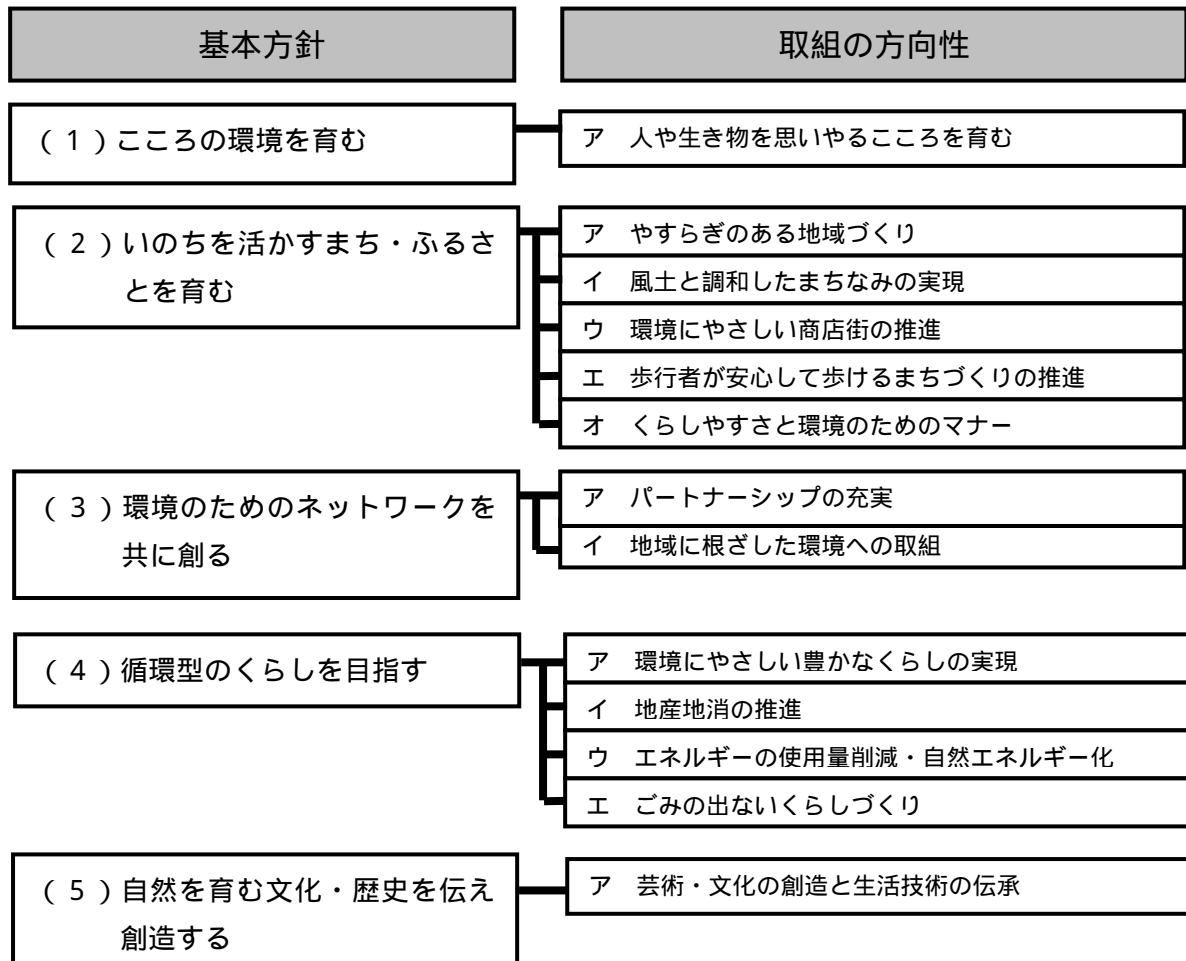 基本方針
取組の方向性
(１)こころの環境を育む
ア　人や生き物を思いやるこころを育む
(２)いのちを活かすまち・ふるさ
とを育む
ア　やすらぎのある地域づくり
イ　風土と調和したまちなみの実現
ウ　環境にやさしい商店街の推進
エ　歩行者が安心して歩けるまちづくりの推進
オ　くらしやすさと環境のためのマナー
(３)環境のためのネットワークを
共に創る
ア　パートナーシップの充実
イ　地域に根ざした環境への取組
(４)循環型のくらしを目指す
ア　環境にやさしい豊かなくらしの実現
イ　地産地消の推進
ウ　エネルギーの使用量削減・自然エネルギー化
エ　ごみの出ないくらしづくり
(５)自然を育む文化・歴史を伝え
創造する
ア　芸術・文化の創造と生活技術の伝承